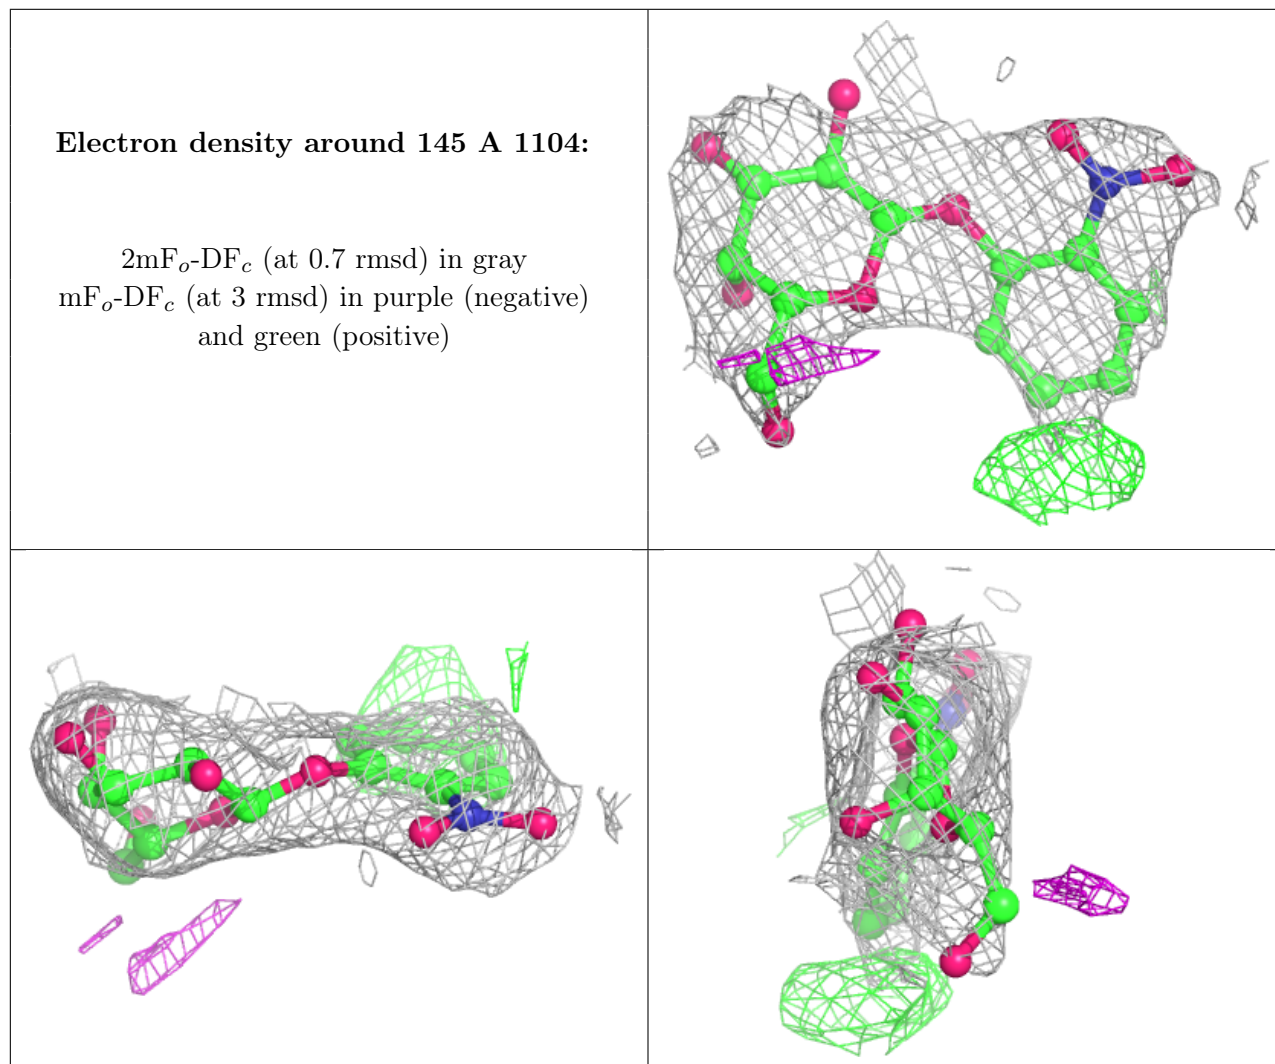 Electron density around 145 A 1104:
2mFₒ-DF𝒸 (at 0.7 rmsd) in gray
mFₒ-DF𝒸 (at 3 rmsd) in purple (negative)
and green (positive)